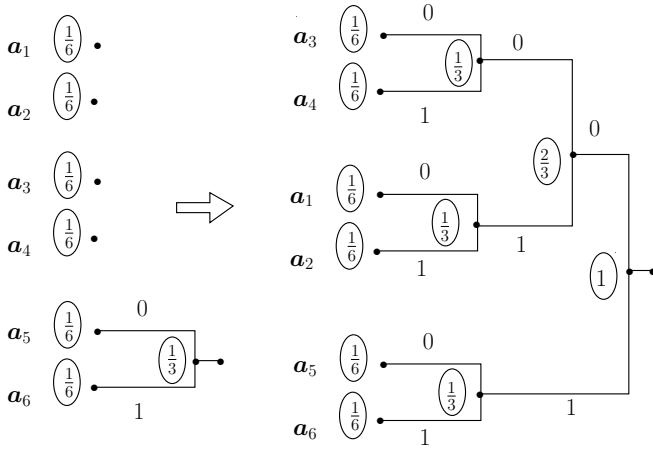 a₁ 1/6
a₂ 1/6
a₃ 1/6
a₄ 1/6
a₅ 1/6 0
1/3
a₆ 1/6 1
a₃ 1/6 0
1/3 0
a₄ 1/6 1
2/3 0
a₁ 1/6 0
1/3 1
a₂ 1/6 1
1
a₅ 1/6 0
1/3 1
a₆ 1/6 1